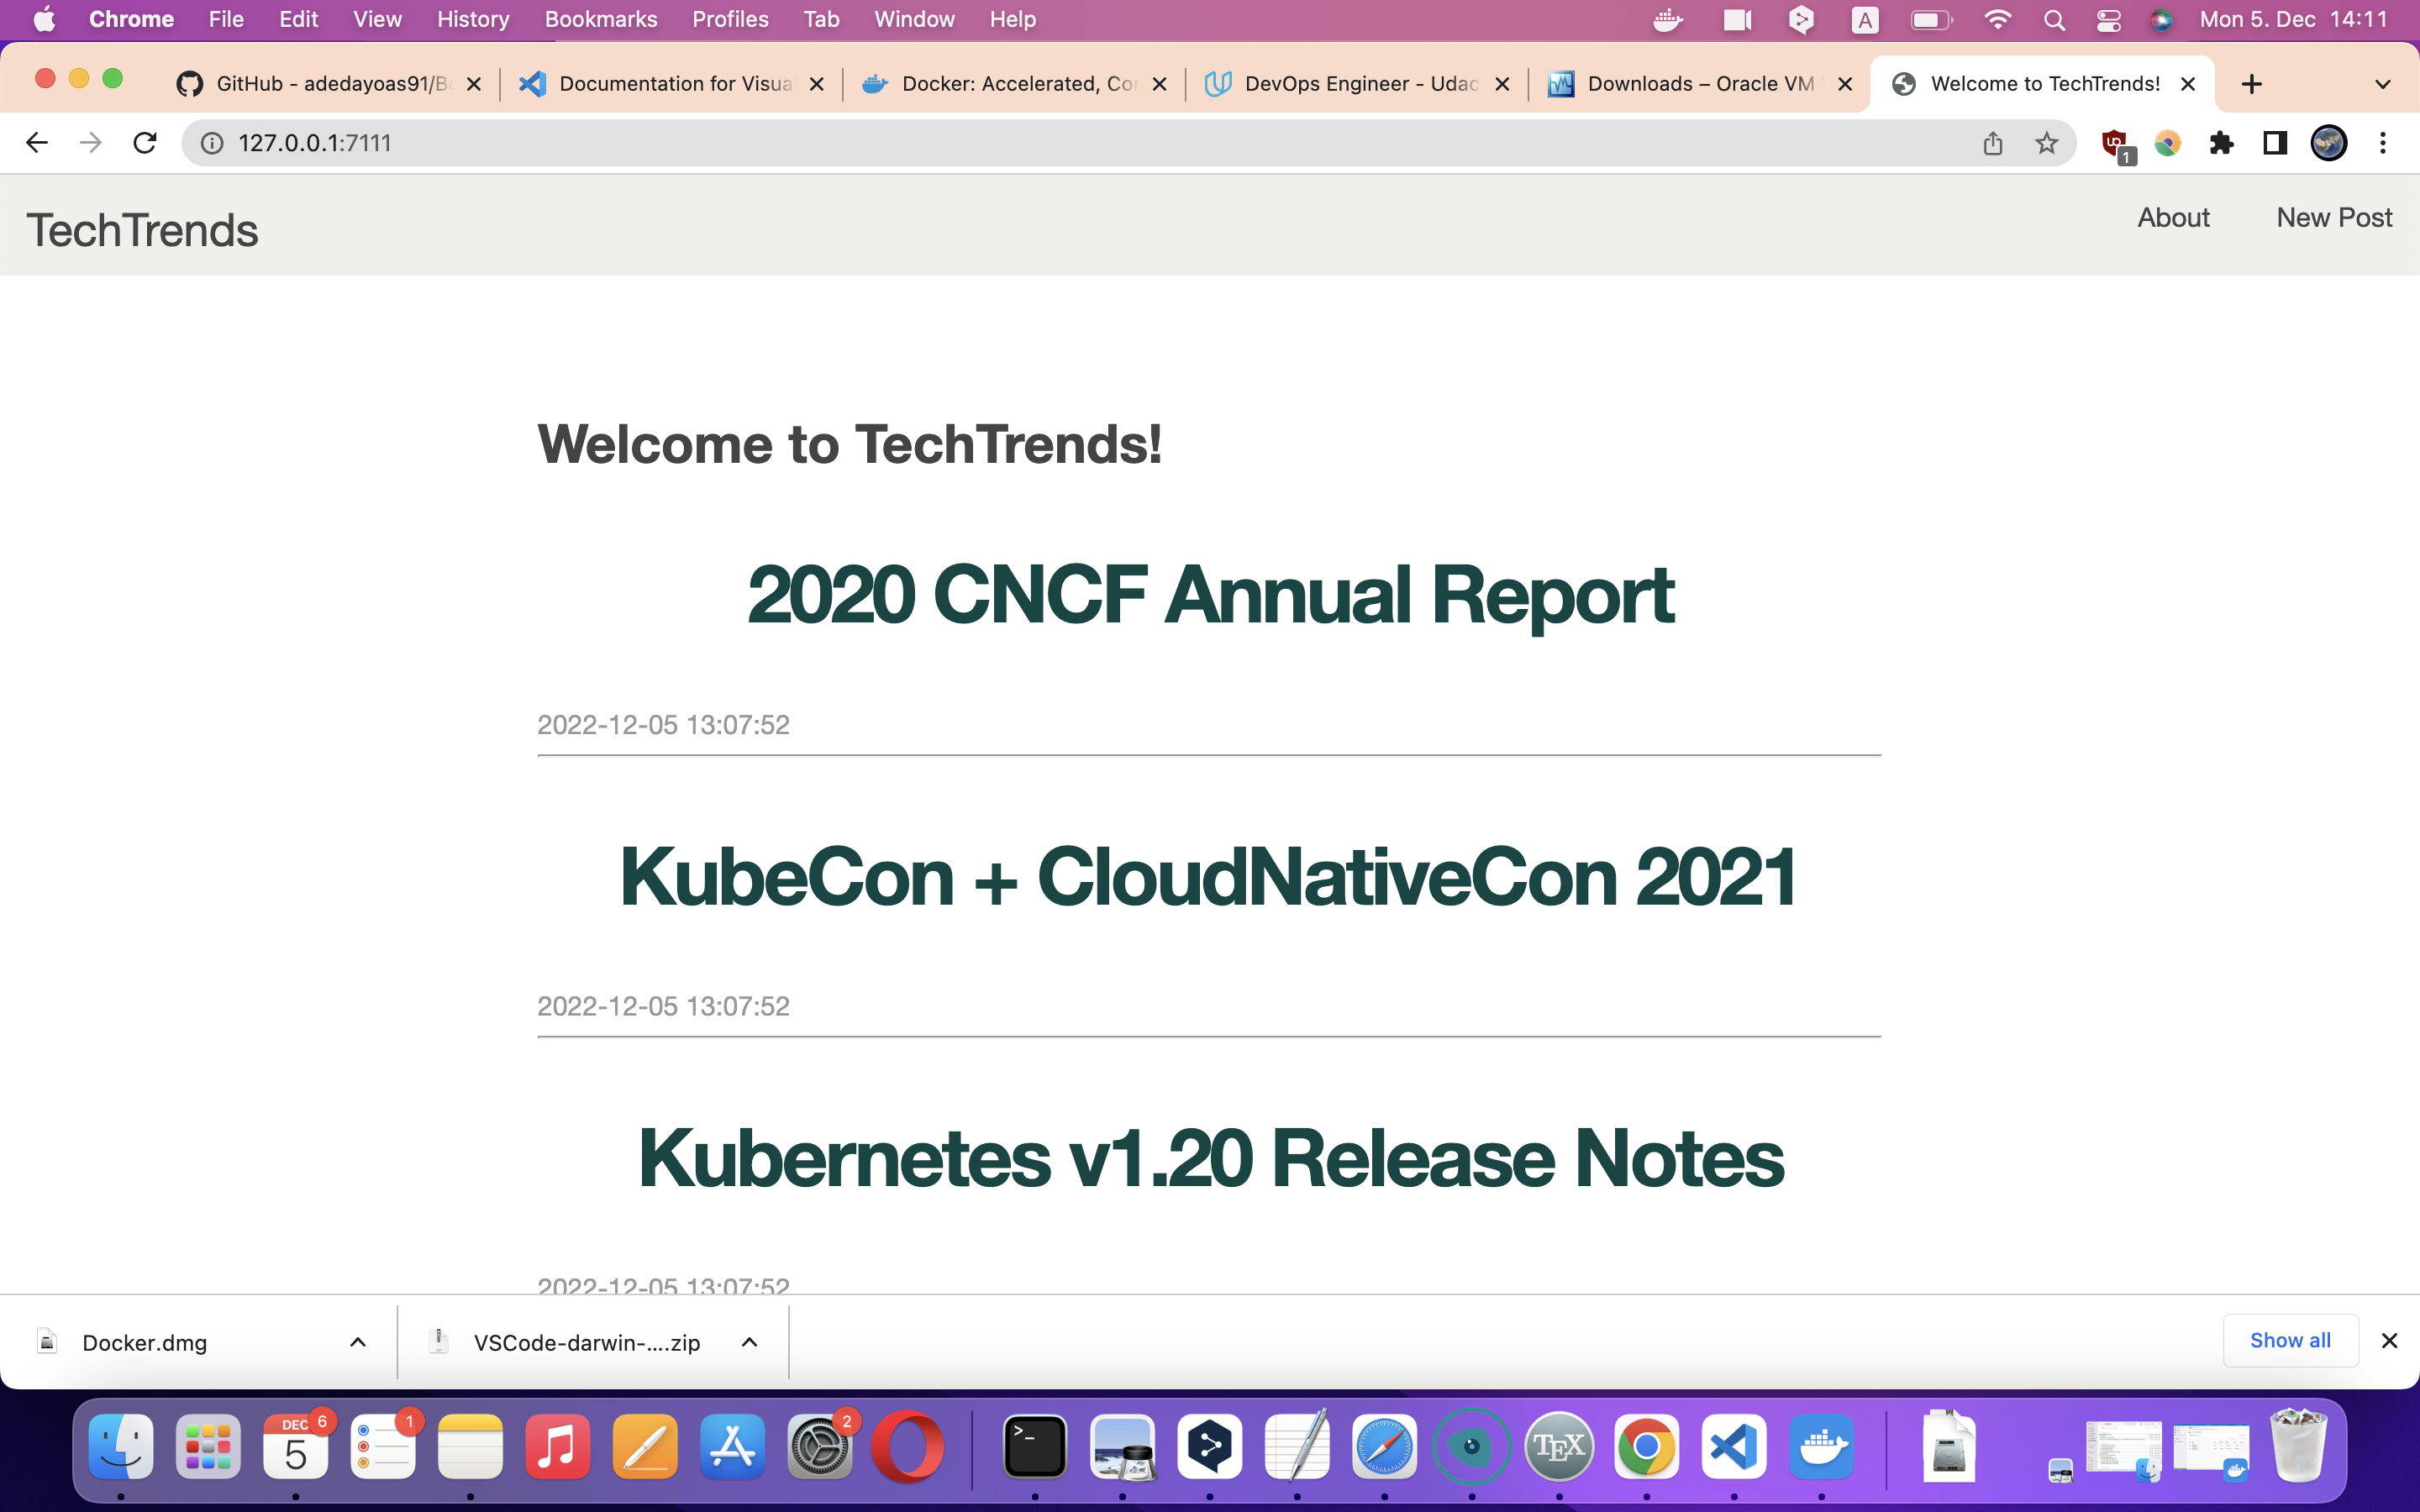 Chrome File Edit View History Bookmarks Profiles Tab Window Help A Mon 5. Dec 14:11
GitHub - adedayoas91/B Documentation for Visua Docker: Accelerated, Co DevOps Engineer - Udac Downloads – Oracle VM Welcome to TechTrends!
127.0.0.1:7111 1
TechTrends About New Post
Welcome to TechTrends!
2020 CNCF Annual Report
2022-12-05 13:07:52
KubeCon + CloudNativeCon 2021
2022-12-05 13:07:52
Kubernetes v1.20 Release Notes
2022-12-05 13:07:52
Docker.dmg VSCode-darwin-....zip Show all
DEC 5 6 1 2 >_ TEX